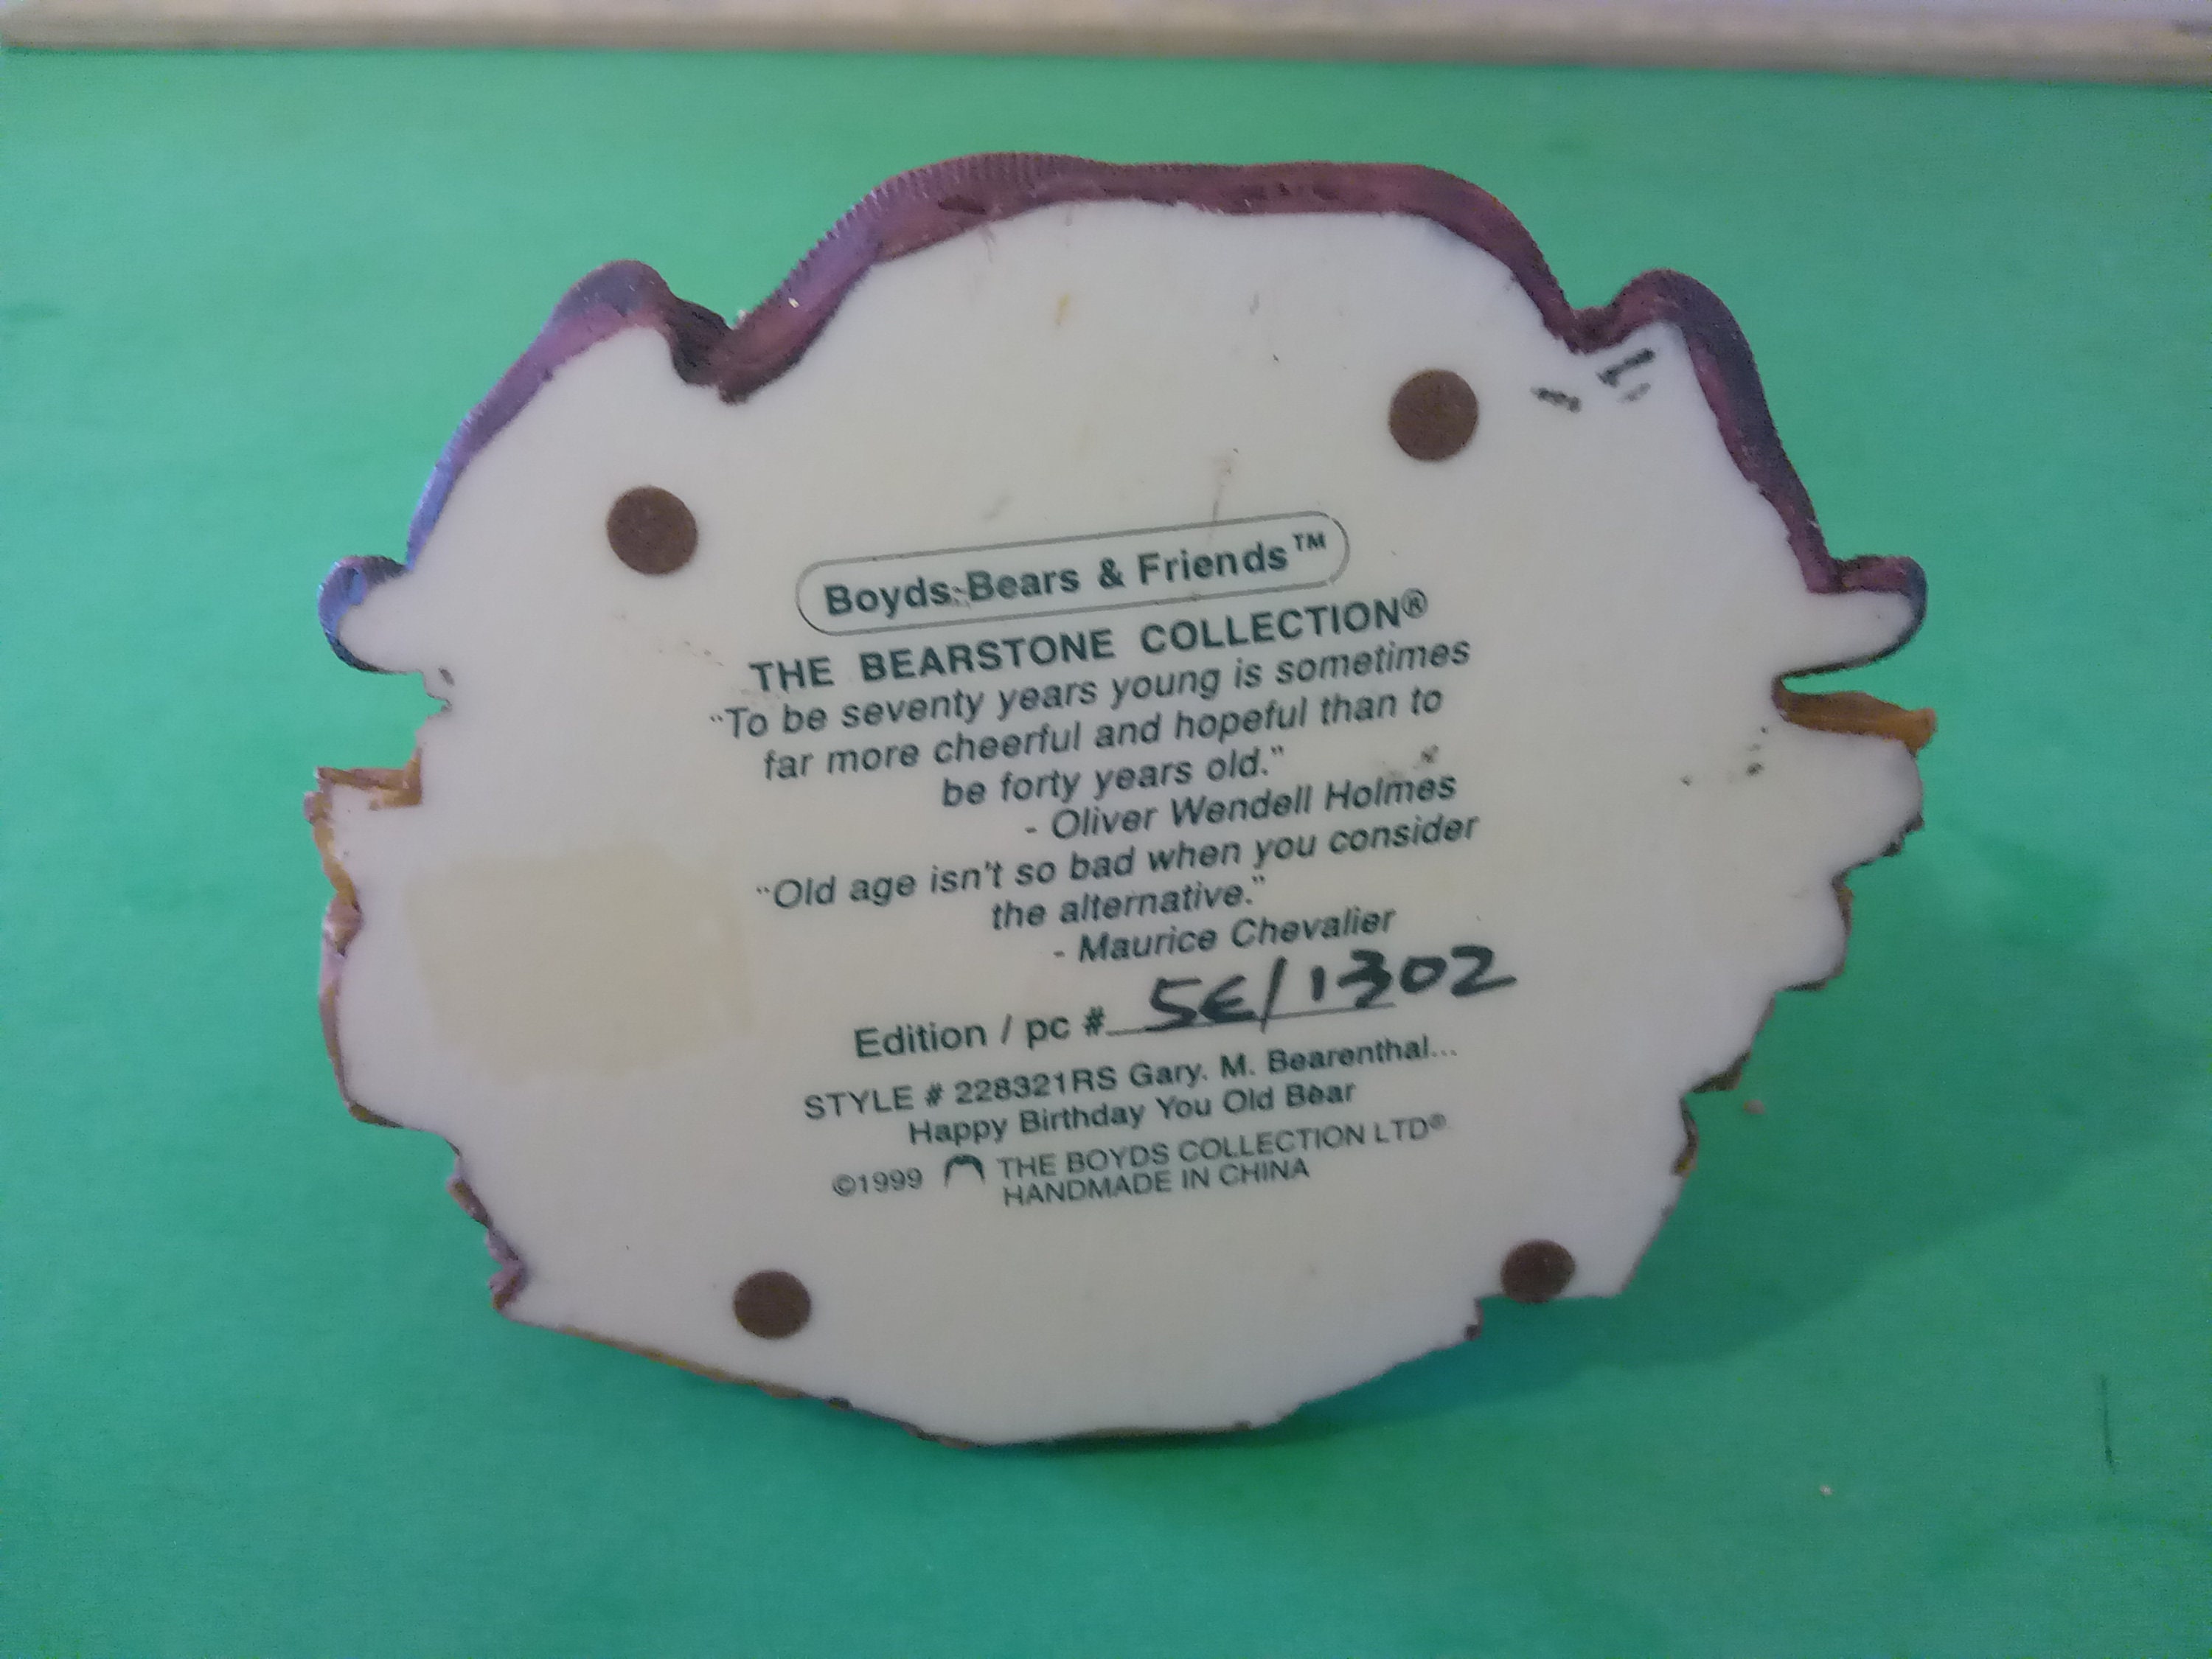 Boyds Bears & Friends™
THE BEARSTONE COLLECTION®
"To be seventy years young is sometimes
far more cheerful and hopeful than to
be forty years old."
- Oliver Wendell Holmes
"Old age isn't so bad when you consider
the alternative."
- Maurice Chevalier
Edition / pc # 5E/1302
STYLE # 228321RS Gary. M. Bearenthal...
Happy Birthday You Old Bear
©1999 THE BOYDS COLLECTION LTD®
HANDMADE IN CHINA